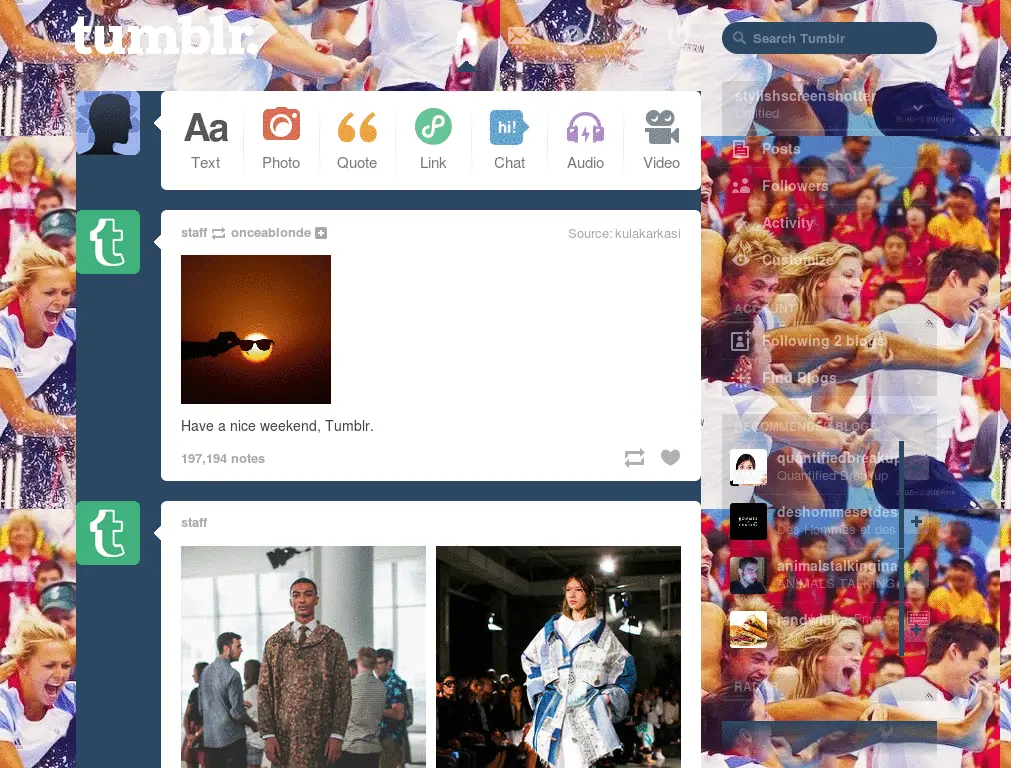 tumblr.
Search Tumblr
stylishscreenshotter
Untitled
Aa
hi!
Text
Photo
Quote
Link
Chat
Audio
Video
Posts
Followers
Activity
Customize
ACCOUNT
Following 2 blogs
Find Blogs
staff onceablonde
Source: kulakarkasi
Have a nice weekend, Tumblr.
197,194 notes
RECOMMENDED BLOGS
quantifiedbreakup
Quantified Breakup
deshommesetdes
Des Hommes et des
animalstalkingina
ANIMALS TALKING
randwiches
RADAR
t
t
staff